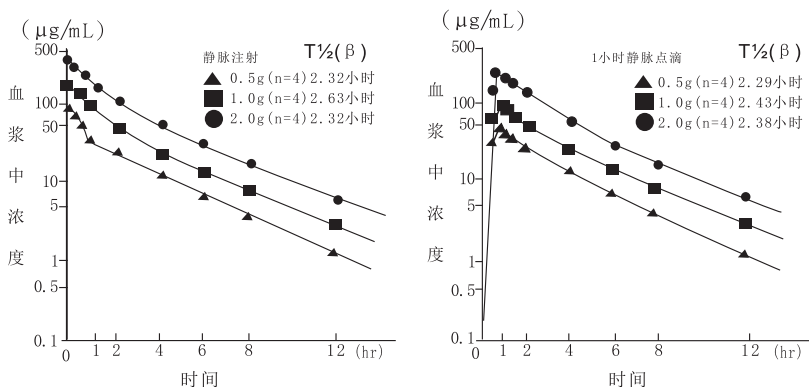 (μg/mL)
静脉注射 T½(β)
0.5g(n=4)2.32小时
1.0g(n=4)2.63小时
2.0g(n=4)2.32小时
血浆中浓度
500
100
50
10
5
1
0.5
0.1
0 1 2 4 6 8 12 (hr)
时间
(μg/mL)
T½(β)
1小时静脉点滴
0.5g(n=4)2.29小时
1.0g(n=4)2.43小时
2.0g(n=4)2.38小时
血浆中浓度
500
100
50
10
5
1
0.5
0.1
0 1 2 4 6 8 12 (hr)
时间